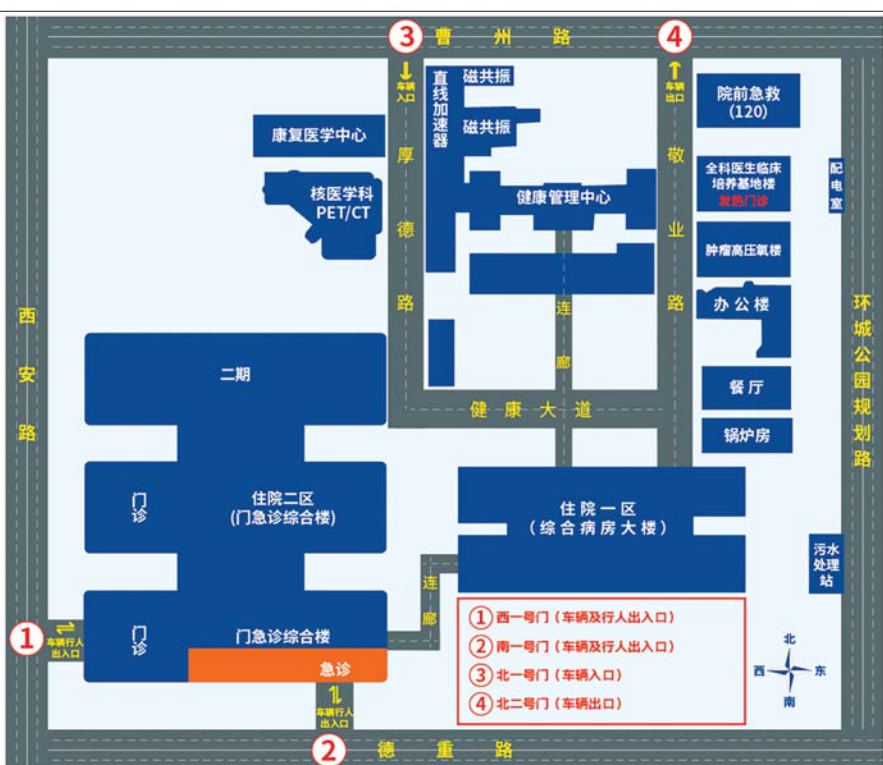 曹州路
③
④
车辆
入口
车辆
出口
直线加速器
磁共振
磁共振
院前急救
(120)
康复医学中心
核医学科
PET/CT
厚德路
敬业路
健康管理中心
全科医生临床
培养基地楼
发热门诊
配电室
肿瘤高压氧楼
办公楼
西安路
环城公园规划路
连廊
二期
健康大道
餐厅
锅炉房
门诊
住院二区
(门急诊综合楼)
住院一区
(综合病房大楼)
污水
处理
站
连廊
①
车辆行人
出入口
门诊
门急诊综合楼
急诊
①西一号门(车辆及行人出入口)
②南一号门(车辆及行人出入口)
③北一号门(车辆入口)
④北二号门(车辆出口)
北
西
东
南
车辆行人
出入口
②
德重路